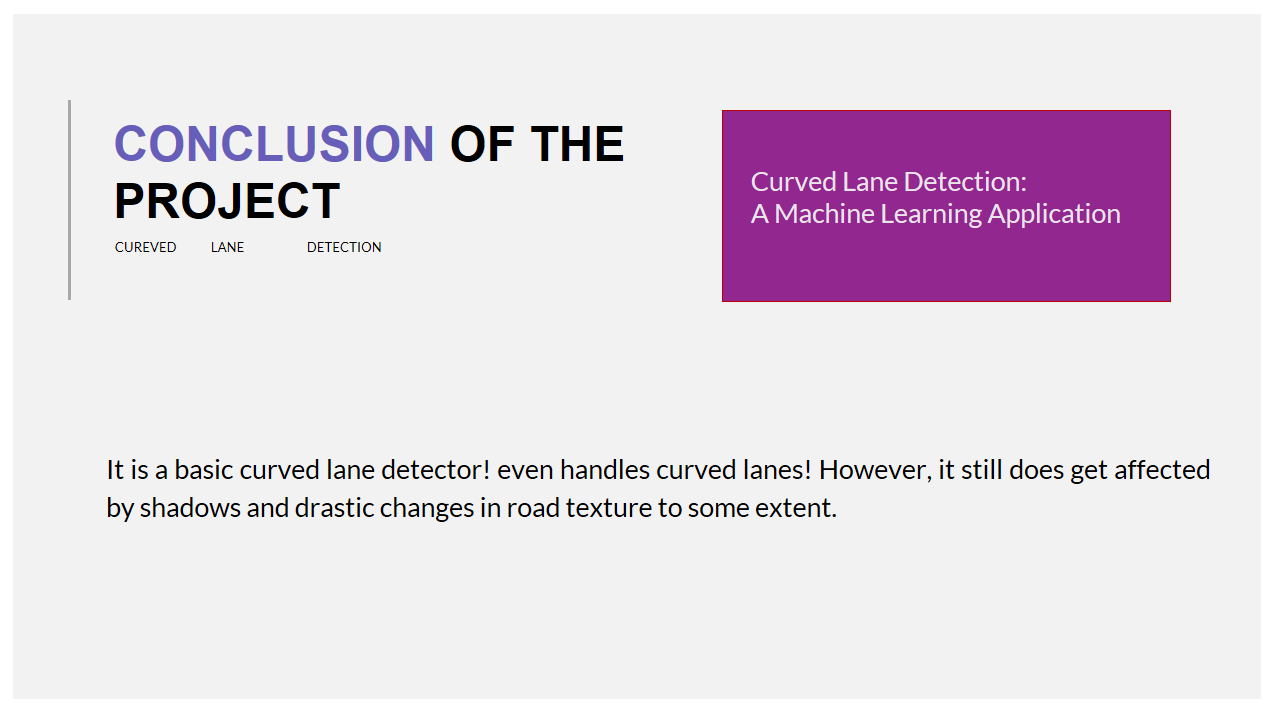 CONCLUSION OF THE
PROJECT
CUREVED LANE DETECTION
Curved Lane Detection:
A Machine Learning Application
It is a basic curved lane detector! even handles curved lanes! However, it still does get affected
by shadows and drastic changes in road texture to some extent.